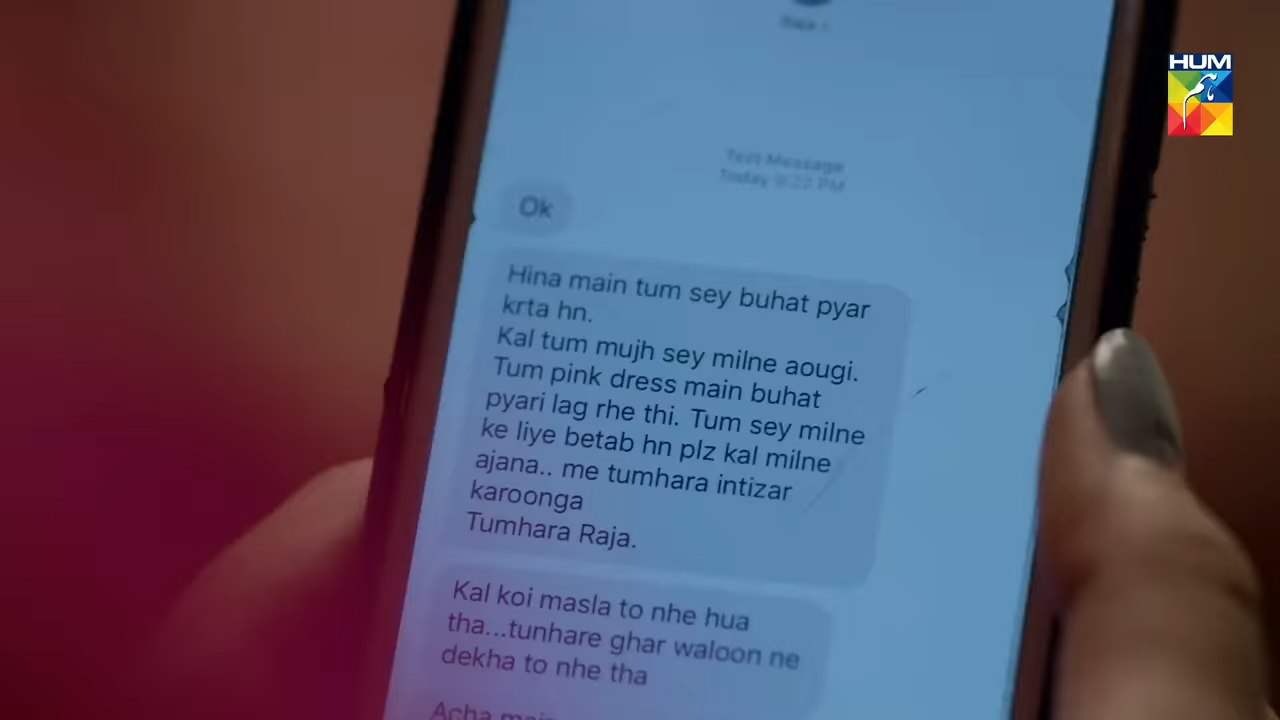 HUM
Text Message
Today 9:22 PM
Ok
Hina main tum sey buhat pyar
krta hn.
Kal tum mujh sey milne aougi.
Tum pink dress main buhat
pyari lag rhe thi. Tum sey milne
ke liye betab hn plz kal milne
ajana.. me tumhara intizar
karoonga
Tumhara Raja.
Kal koi masla to nhe hua
tha...tunhare ghar waloon ne
dekha to nhe tha
Acha main